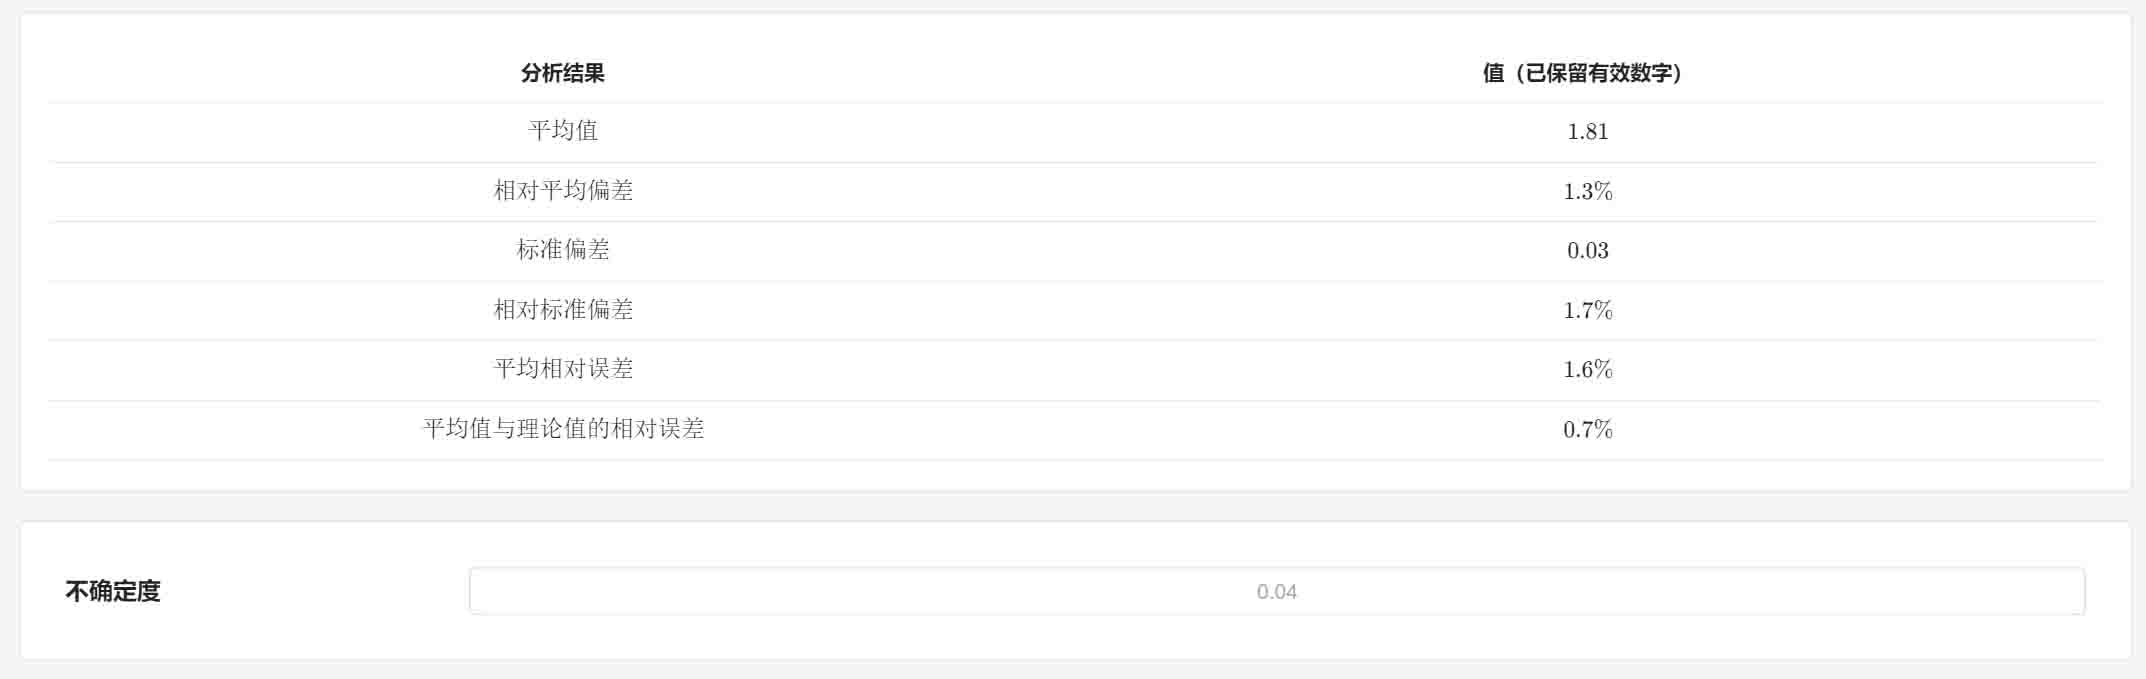 分析结果 值（已保留有效数字）
平均值 1.81
相对平均偏差 1.3%
标准偏差 0.03
相对标准偏差 1.7%
平均相对误差 1.6%
平均值与理论值的相对误差 0.7%
不确定度 0.04